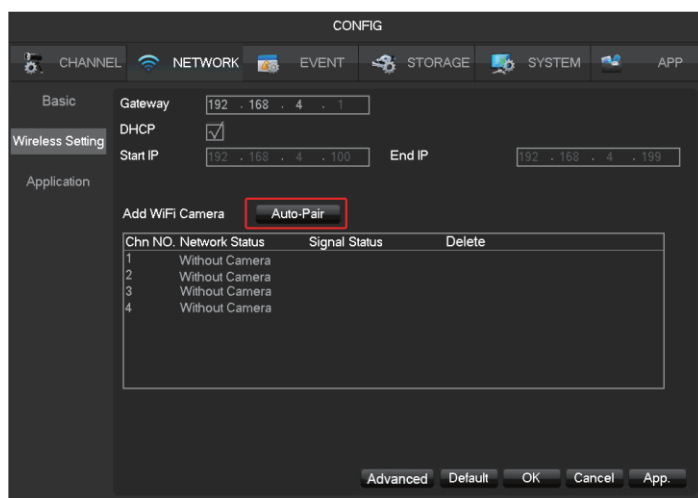 CONFIG
CHANNEL NETWORK EVENT STORAGE SYSTEM APP
Basic
Wireless Setting
Application
Gateway 192 . 168 . 4 . 1
DHCP
Start IP 192 . 168 . 4 . 100 End IP 192 . 168 . 4 . 199
Add WiFi Camera Auto-Pair
Chn NO. Network Status Signal Status Delete
1 Without Camera
2 Without Camera
3 Without Camera
4 Without Camera
Advanced Default OK Cancel App.